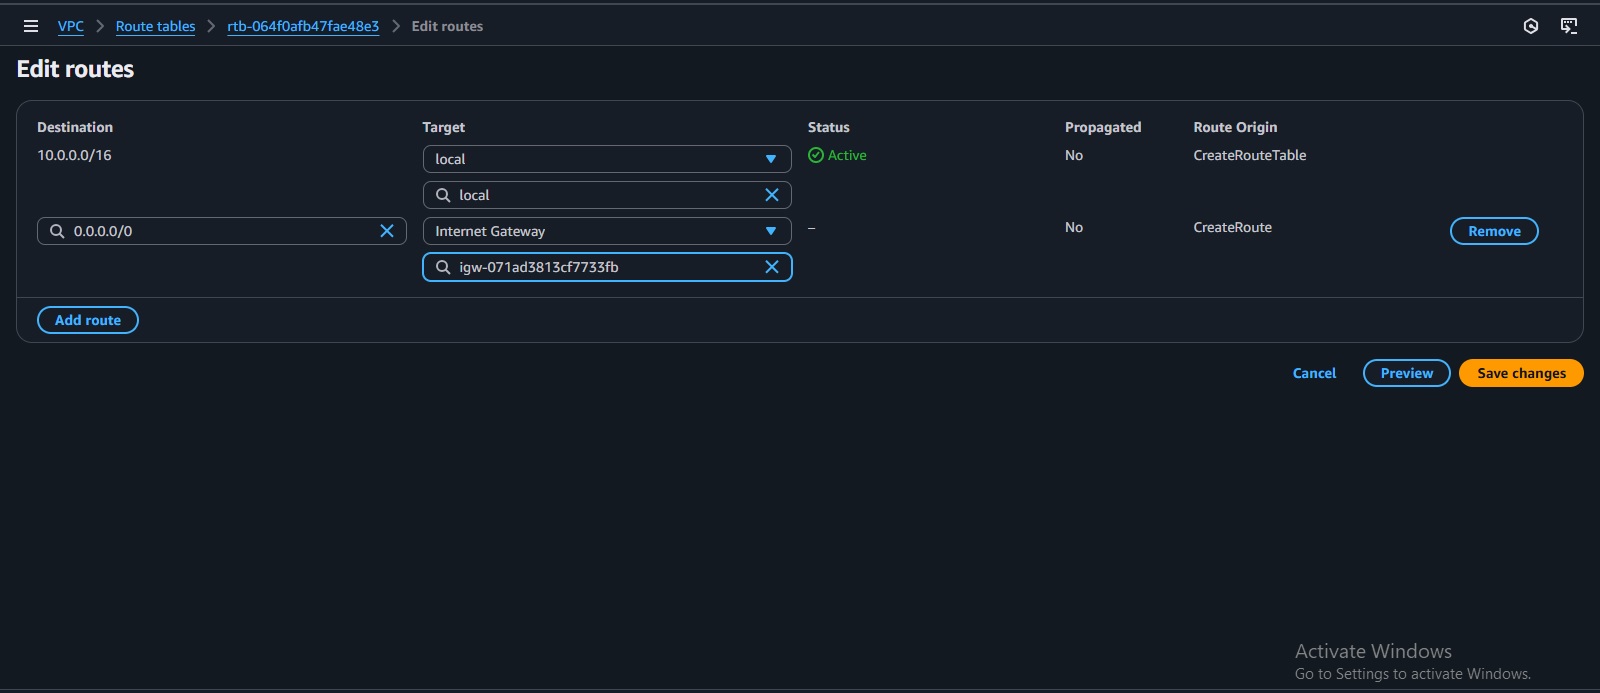 VPC > Route tables > rtb-064f0afb47fae48e3 > Edit routes
Edit routes
Destination Target Status Propagated Route Origin
10.0.0.0/16 local Active No CreateRouteTable
local
0.0.0.0/0 Internet Gateway – No CreateRoute Remove
igw-071ad3813cf7733fb
Add route
Cancel Preview Save changes
Activate Windows
Go to Settings to activate Windows.